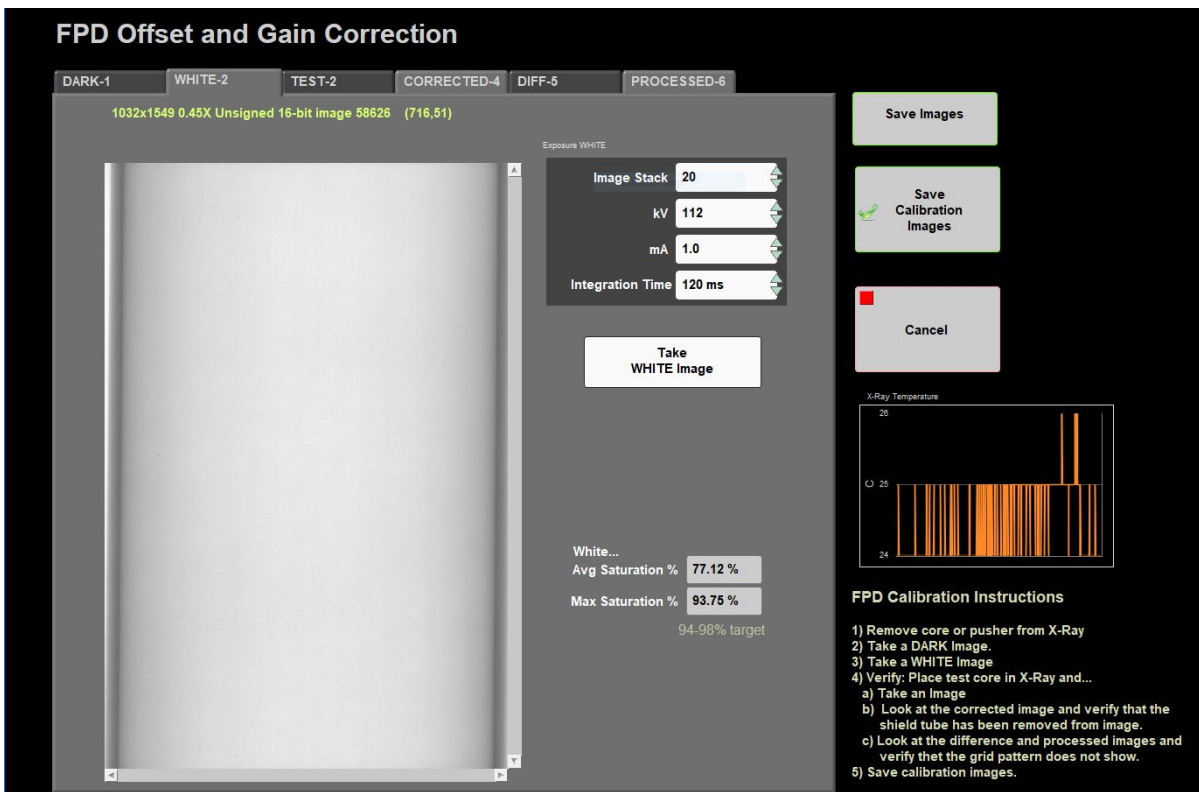 FPD Offset and Gain Correction
DARK-1
WHITE-2
TEST-2
CORRECTED-4
DIFF-5
PROCESSED-6
1032x1549 0.45X Unsigned 16-bit image 58626 (716,51)
Exposure WHITE
Image Stack 20
kV 112
mA 1.0
Integration Time 120 ms
Take
WHITE Image
White...
Avg Saturation % 77.12 %
Max Saturation % 93.75 %
94-98% target
Save Images
Save
Calibration
Images
Cancel
X-Ray Temperature
26
C 25
24
FPD Calibration Instructions
1) Remove core or pusher from X-Ray
2) Take a DARK Image.
3) Take a WHITE Image
4) Verify: Place test core in X-Ray and...
a) Take an Image
b) Look at the corrected image and verify that the
shield tube has been removed from image.
c) Look at the difference and processed images and
verify thet the grid pattern does not show.
5) Save calibration images.